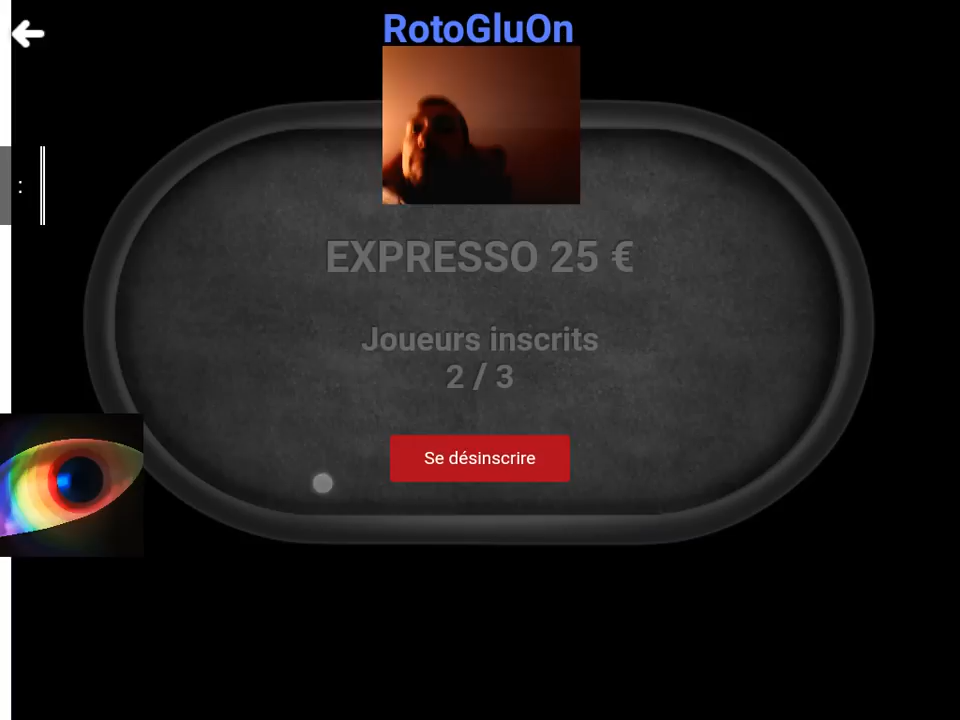 RotoGluOn
:
EXPRESSO 25 €
Joueurs inscrits
2 / 3
Se désinscrire